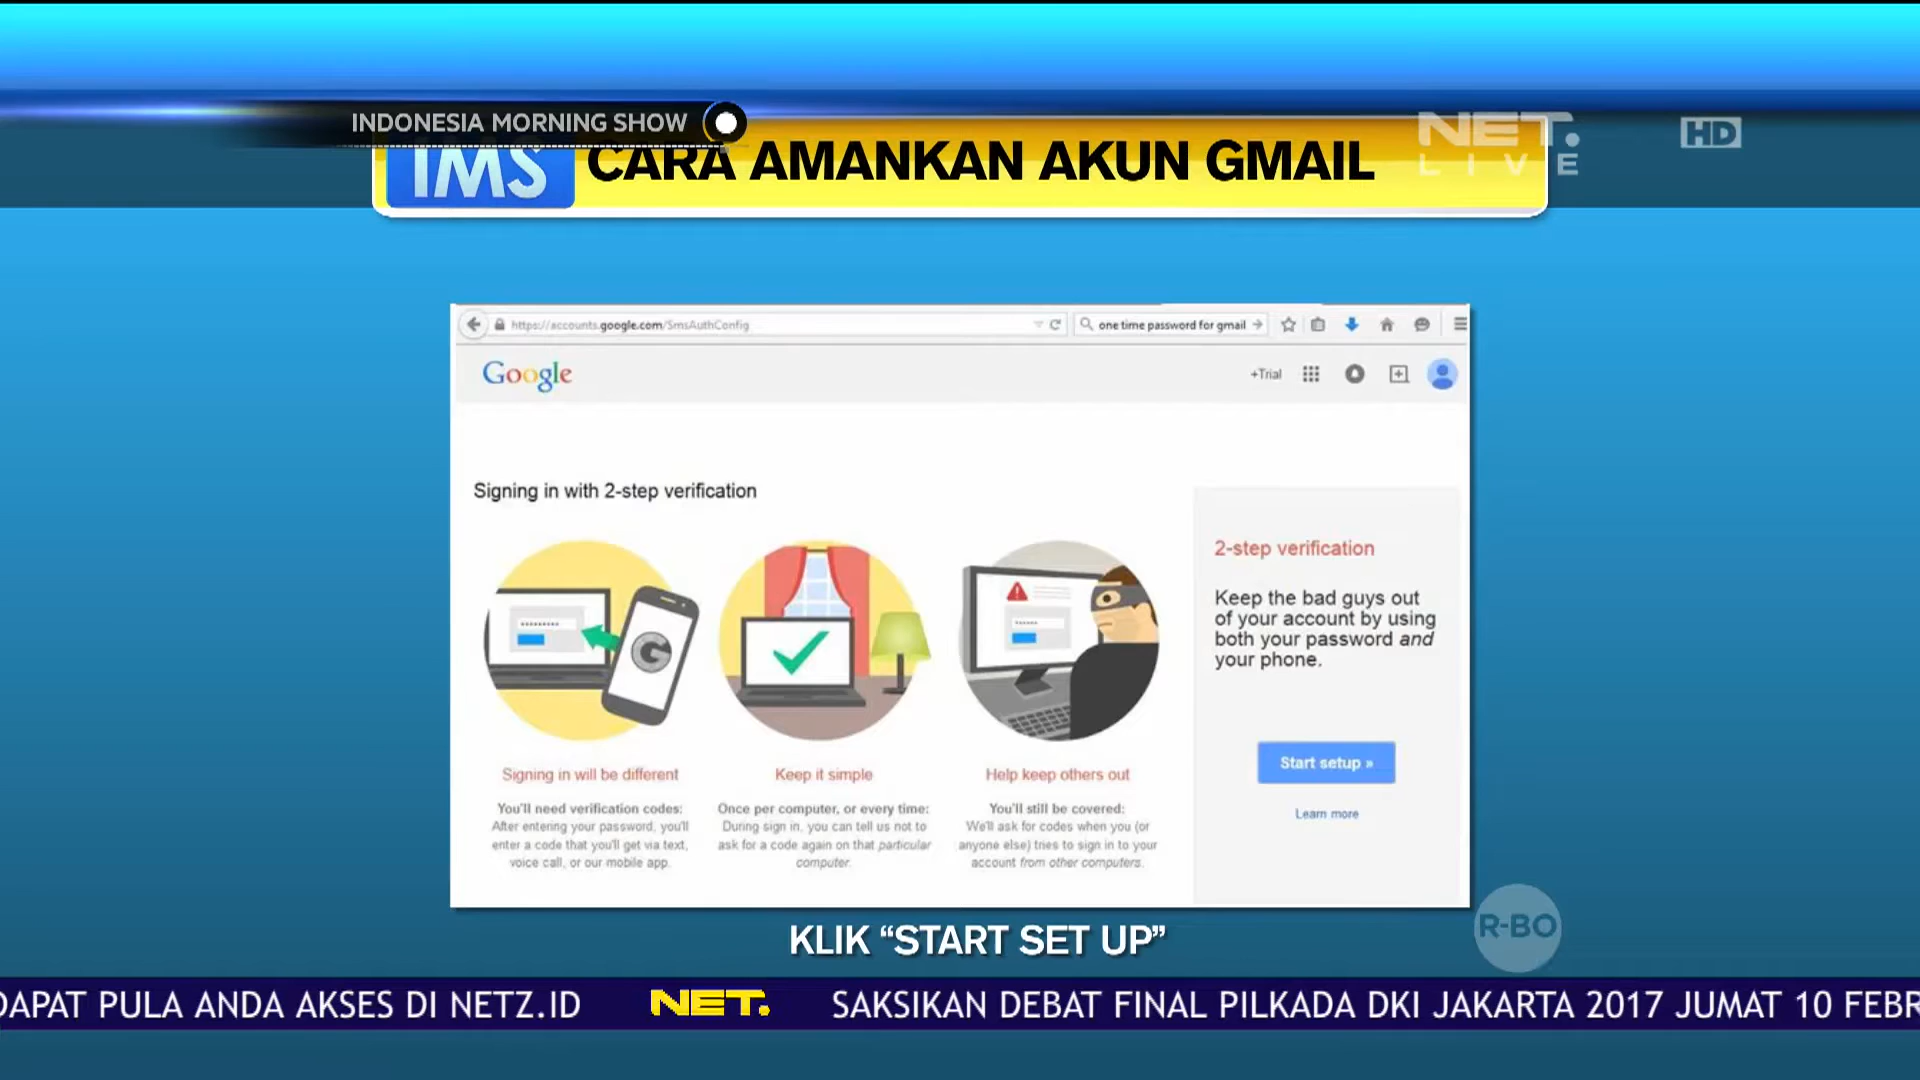 INDONESIA MORNING SHOW
NET.
LIVE
HD
IMS CARA AMANKAN AKUN GMAIL
https://accounts.google.com/SmsAuthConfig
one time password for gmail
Google
+Trial
Signing in with 2-step verification
Signing in will be different
You'll need verification codes:
After entering your password, you'll
enter a code that you'll get via text,
voice call, or our mobile app.
Keep it simple
Once per computer, or every time:
During sign in, you can tell us not to
ask for a code again on that particular
computer.
Help keep others out
You'll still be covered:
We'll ask for codes when you (or
anyone else) tries to sign in to your
account from other computers.
2-step verification
Keep the bad guys out
of your account by using
both your password and
your phone.
Start setup »
Learn more
KLIK “START SET UP”
R-BO
DAPAT PULA ANDA AKSES DI NETZ.ID NET. SAKSIKAN DEBAT FINAL PILKADA DKI JAKARTA 2017 JUMAT 10 FEBR